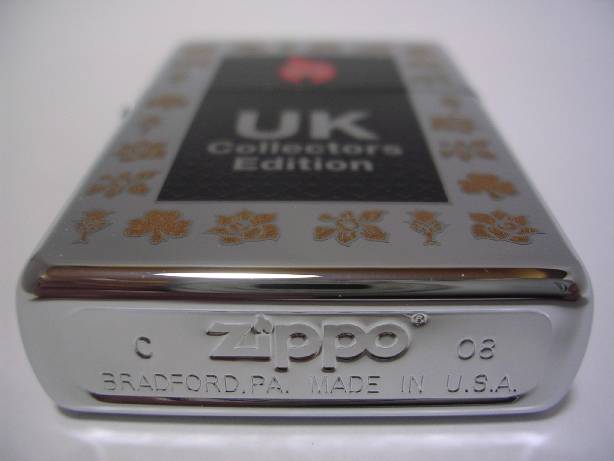 UK
Collectors
Edition
C zippo® 08
BRADFORD,PA. MADE IN U.S.A.